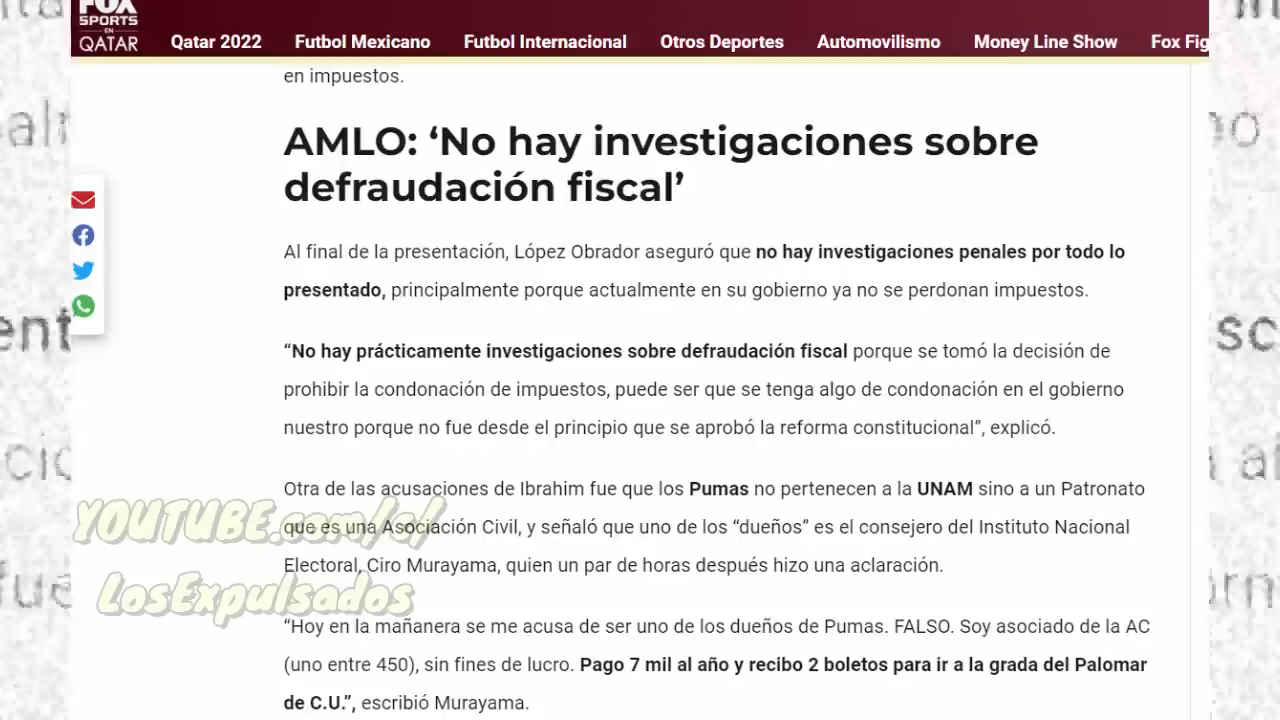 FOX
SPORTS
EN
QATAR
Qatar 2022 Futbol Mexicano Futbol Internacional Otros Deportes Automovilismo Money Line Show Fox Fig
en impuestos.
AMLO: ‘No hay investigaciones sobre
defraudación fiscal’
Al final de la presentación, López Obrador aseguró que no hay investigaciones penales por todo lo
presentado, principalmente porque actualmente en su gobierno ya no se perdonan impuestos.
“No hay prácticamente investigaciones sobre defraudación fiscal porque se tomó la decisión de
prohibir la condonación de impuestos, puede ser que se tenga algo de condonación en el gobierno
nuestro porque no fue desde el principio que se aprobó la reforma constitucional”, explicó.
Otra de las acusaciones de Ibrahim fue que los Pumas no pertenecen a la UNAM sino a un Patronato
que es una Asociación Civil, y señaló que uno de los “dueños” es el consejero del Instituto Nacional
Electoral, Ciro Murayama, quien un par de horas después hizo una aclaración.
“Hoy en la mañanera se me acusa de ser uno de los dueños de Pumas. FALSO. Soy asociado de la AC
(uno entre 450), sin fines de lucro. Pago 7 mil al año y recibo 2 boletos para ir a la grada del Palomar
de C.U.”, escribió Murayama.
YOUTUBE.com/c/
LosExpulsados